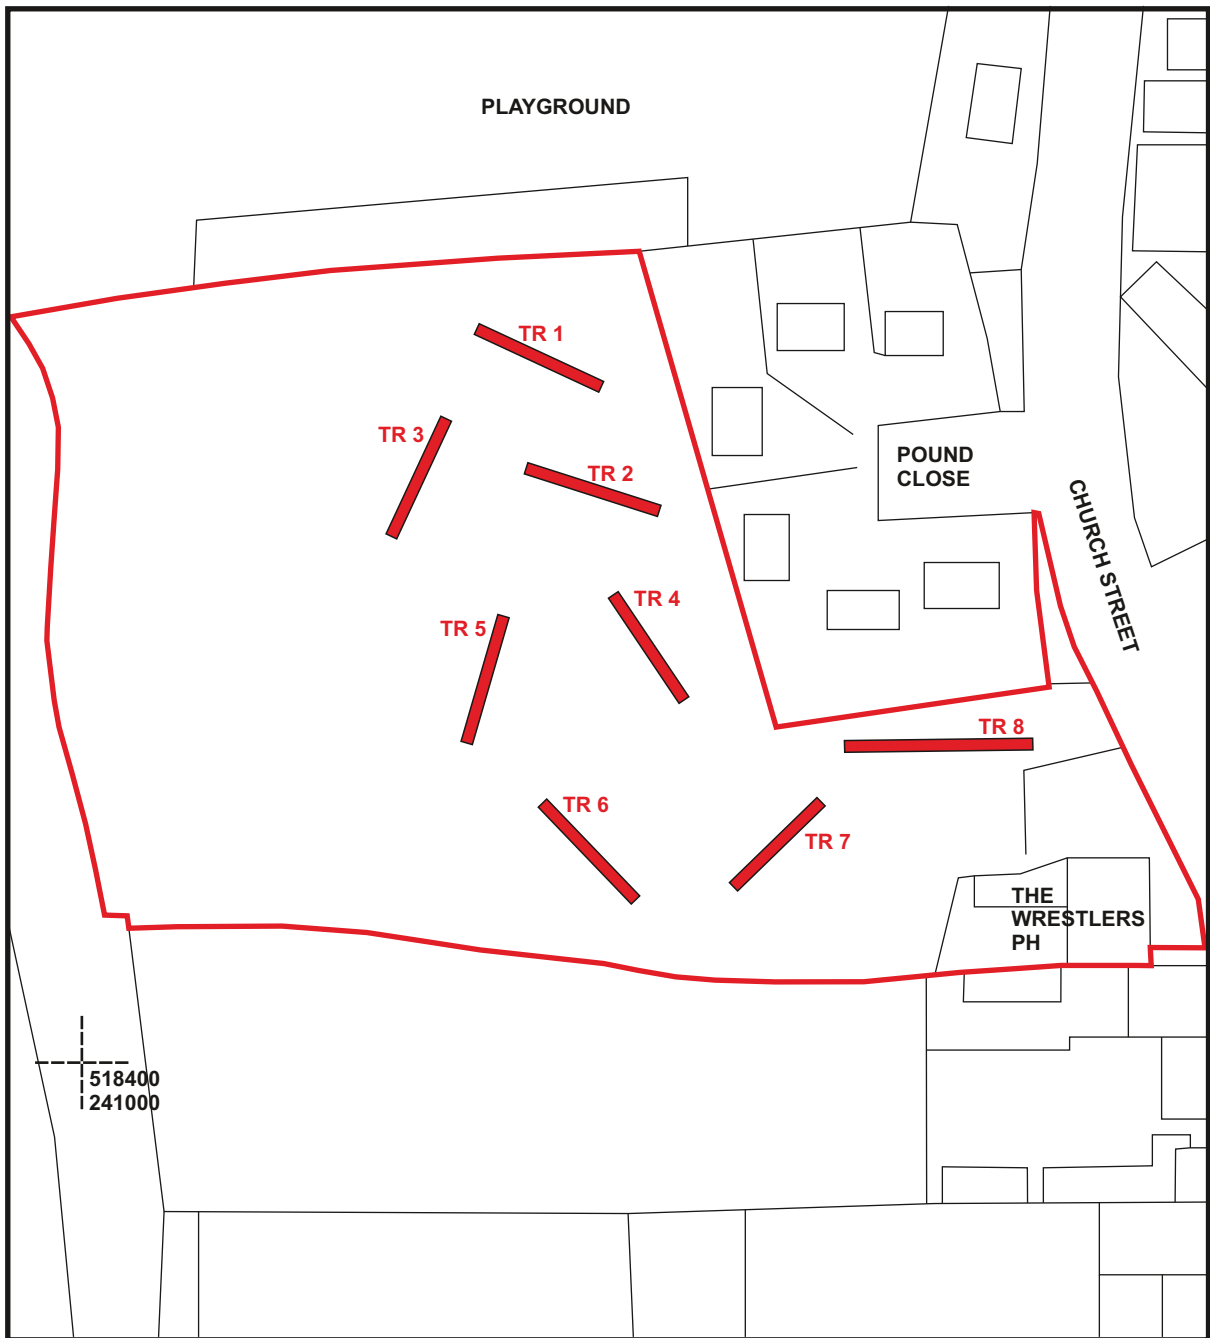 PLAYGROUND
TR 1
TR 3
TR 2
POUND
CLOSE
CHURCH STREET
TR 4
TR 5
TR 8
TR 6
TR 7
THE
WRESTLERS
PH
518400
241000